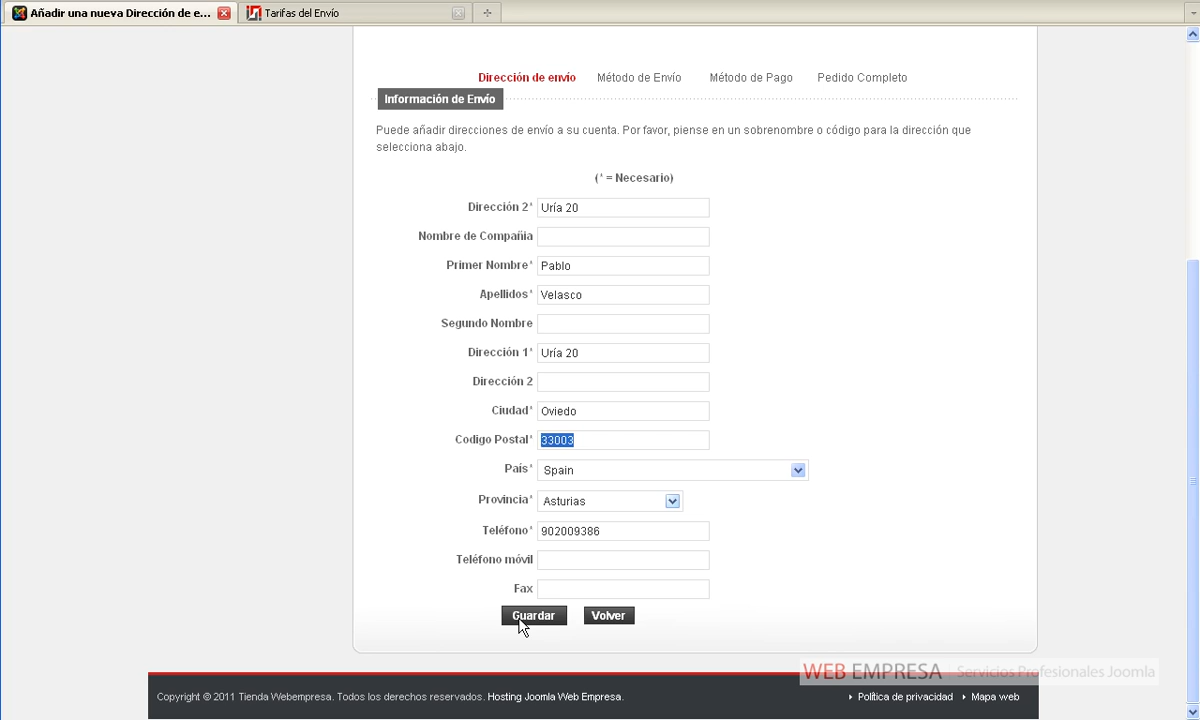 Añadir una nueva Dirección de e...
Tarifas del Envío
Dirección de envío Método de Envío Método de Pago Pedido Completo
Información de Envío
Puede añadir direcciones de envío a su cuenta. Por favor, piense en un sobrenombre o código para la dirección que
selecciona abajo.
(* = Necesario)
Dirección 2* Uría 20
Nombre de Compañia
Primer Nombre* Pablo
Apellidos* Velasco
Segundo Nombre
Dirección 1* Uría 20
Dirección 2
Ciudad* Oviedo
Codigo Postal* 33003
País* Spain
Provincia* Asturias
Teléfono* 902009386
Teléfono móvil
Fax
Guardar Volver
WEB EMPRESA Servicios Profesionales Joomla
Copyright © 2011 Tienda Webempresa. Todos los derechos reservados. Hosting Joomla Web Empresa.
Política de privacidad Mapa web